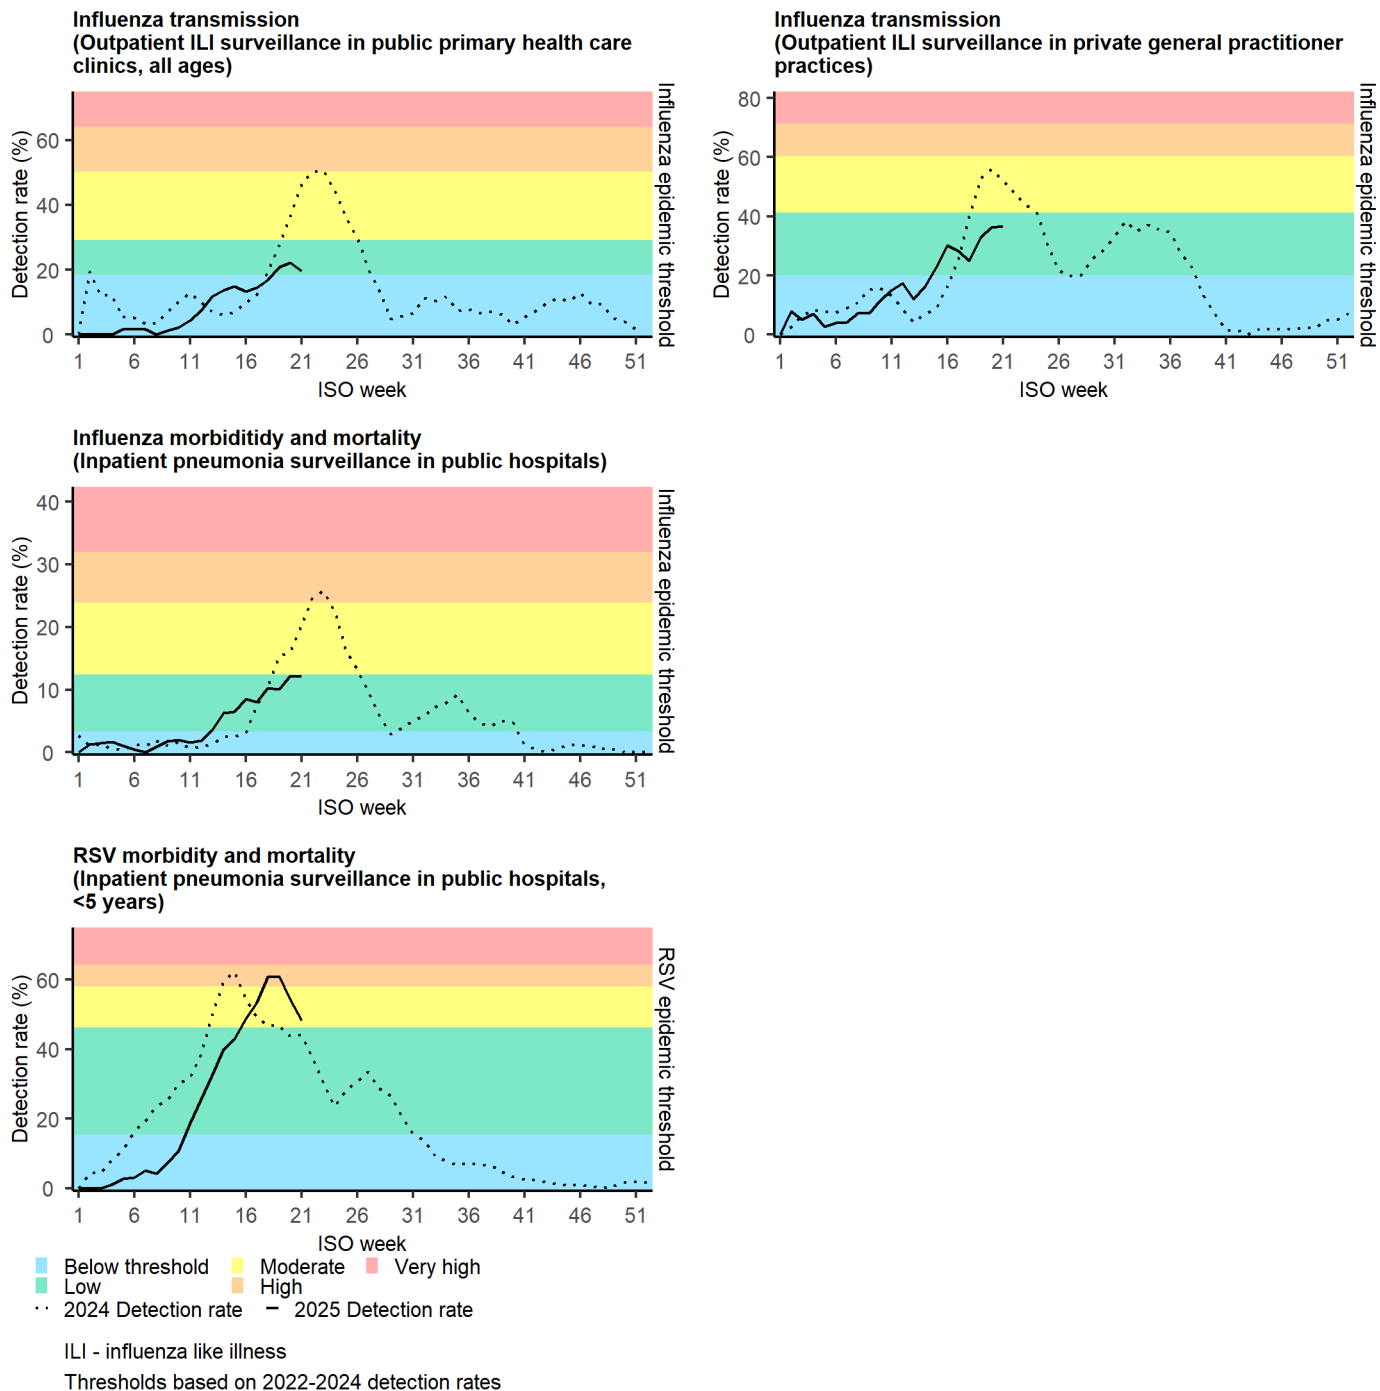 Influenza transmission
(Outpatient ILI surveillance in public primary health care
clinics, all ages)
Detection rate (%)
60
40
20
0
1 6 11 16 21 26 31 36 41 46 51
ISO week
Influenza epidemic threshold
Influenza transmission
(Outpatient ILI surveillance in private general practitioner
practices)
Detection rate (%)
80
60
40
20
0
1 6 11 16 21 26 31 36 41 46 51
ISO week
Influenza epidemic threshold
Influenza morbiditidy and mortality
(Inpatient pneumonia surveillance in public hospitals)
Detection rate (%)
40
30
20
10
0
1 6 11 16 21 26 31 36 41 46 51
ISO week
Influenza epidemic threshold
RSV morbidity and mortality
(Inpatient pneumonia surveillance in public hospitals,
<5 years)
Detection rate (%)
60
40
20
0
1 6 11 16 21 26 31 36 41 46 51
ISO week
RSV epidemic threshold
Below threshold Moderate Very high
Low High
2024 Detection rate 2025 Detection rate
ILI - influenza like illness
Thresholds based on 2022-2024 detection rates